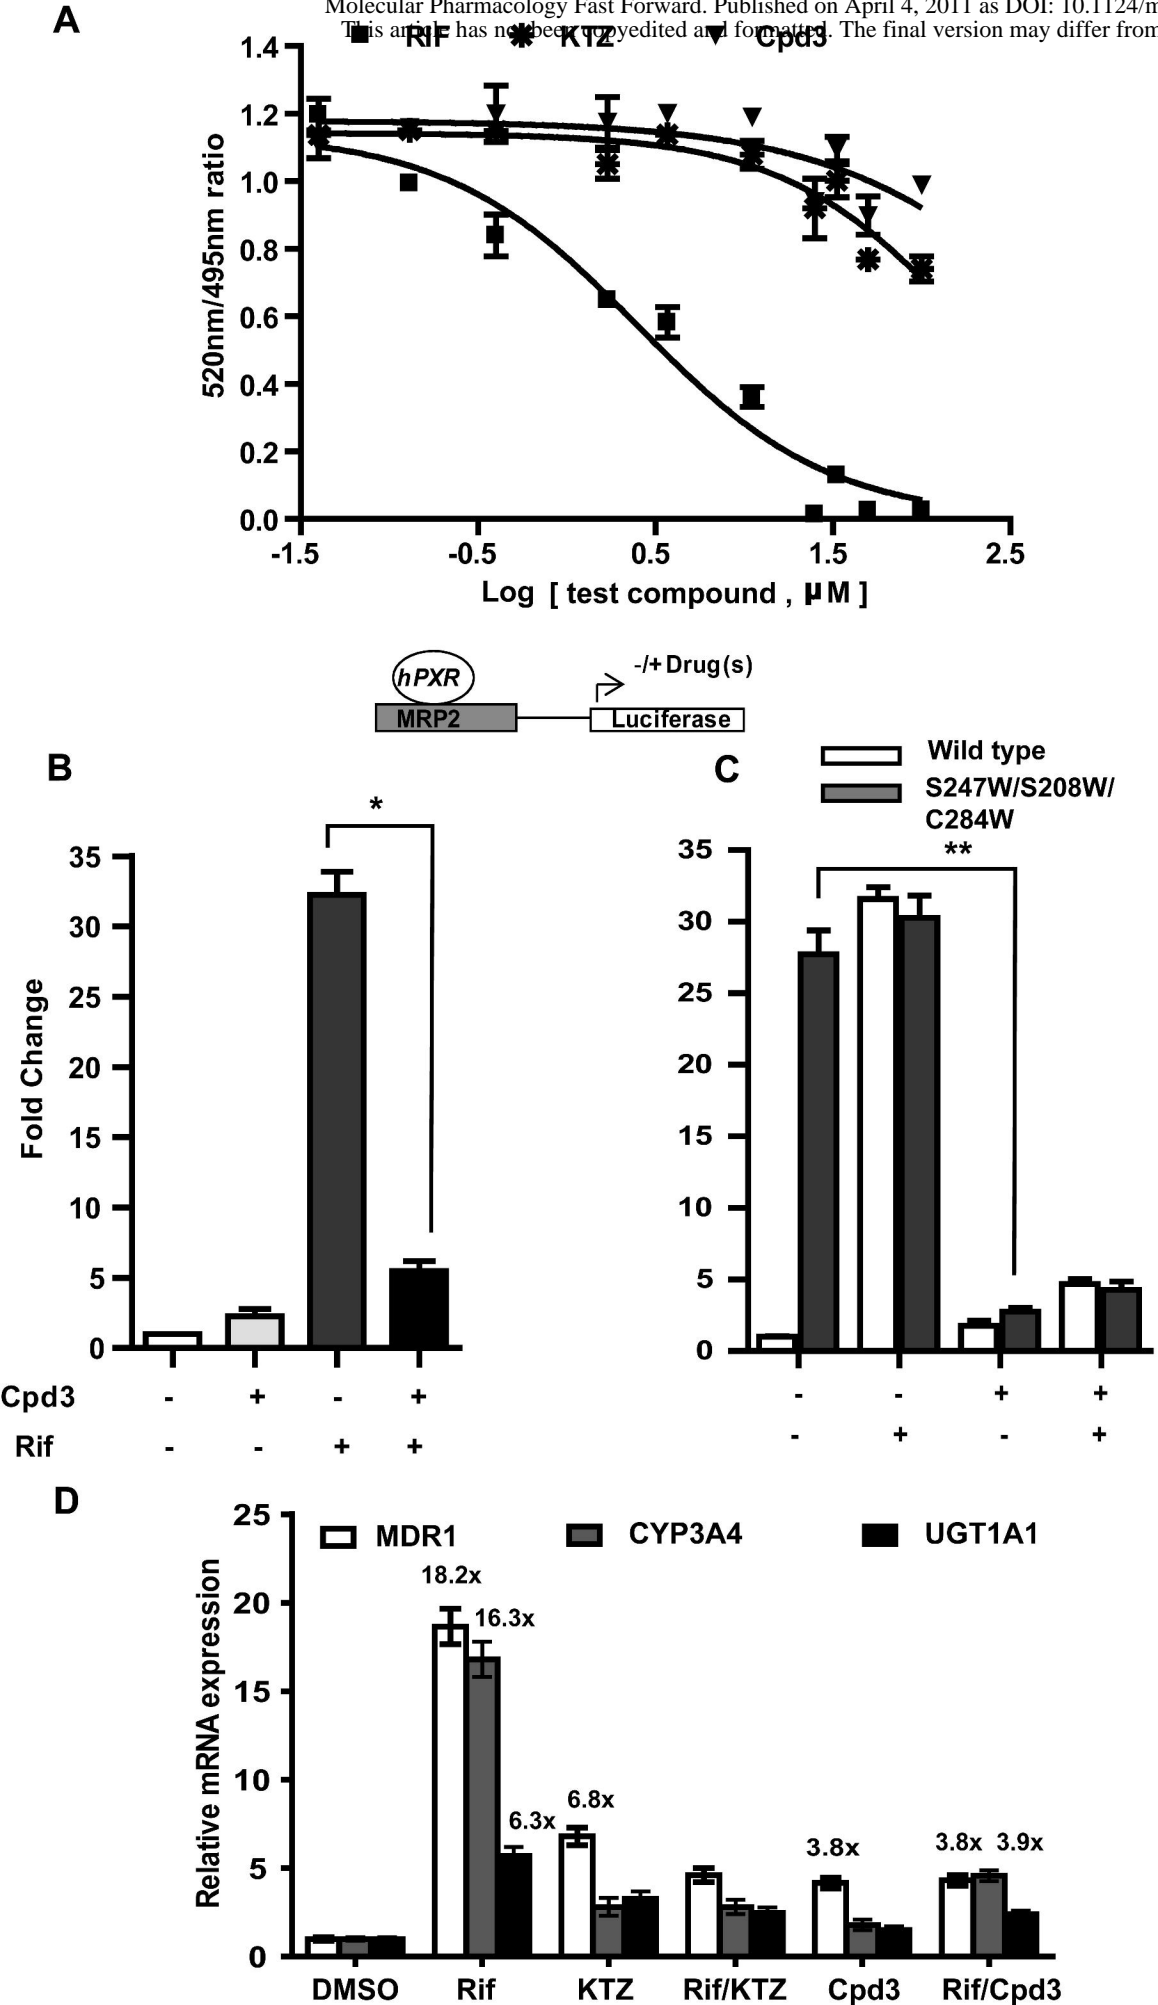 Molecular Pharmacology Fast Forward. Published on April 4, 2011 as DOI: 10.1124/m
This article has not been copyedited and formatted. The final version may differ from
A
RIF KTZ Cpd3
1.4
1.2
1.0
0.8
0.6
0.4
0.2
0.0
520nm/495nm ratio
-1.5 -0.5 0.5 1.5 2.5
Log [ test compound , µM ]
hPXR
MRP2
-/+ Drug(s)
Luciferase
B
*
35
30
25
20
15
10
5
0
Fold Change
Cpd3 - + - +
Rif - - + +
C
Wild type
S247W/S208W/
C284W
**
35
30
25
20
15
10
5
0
- - + +
- + - +
D
25
20
15
10
5
0
Relative mRNA expression
MDR1 CYP3A4 UGT1A1
18.2x
16.3x
6.3x
6.8x
3.8x
3.8x 3.9x
DMSO Rif KTZ Rif/KTZ Cpd3 Rif/Cpd3